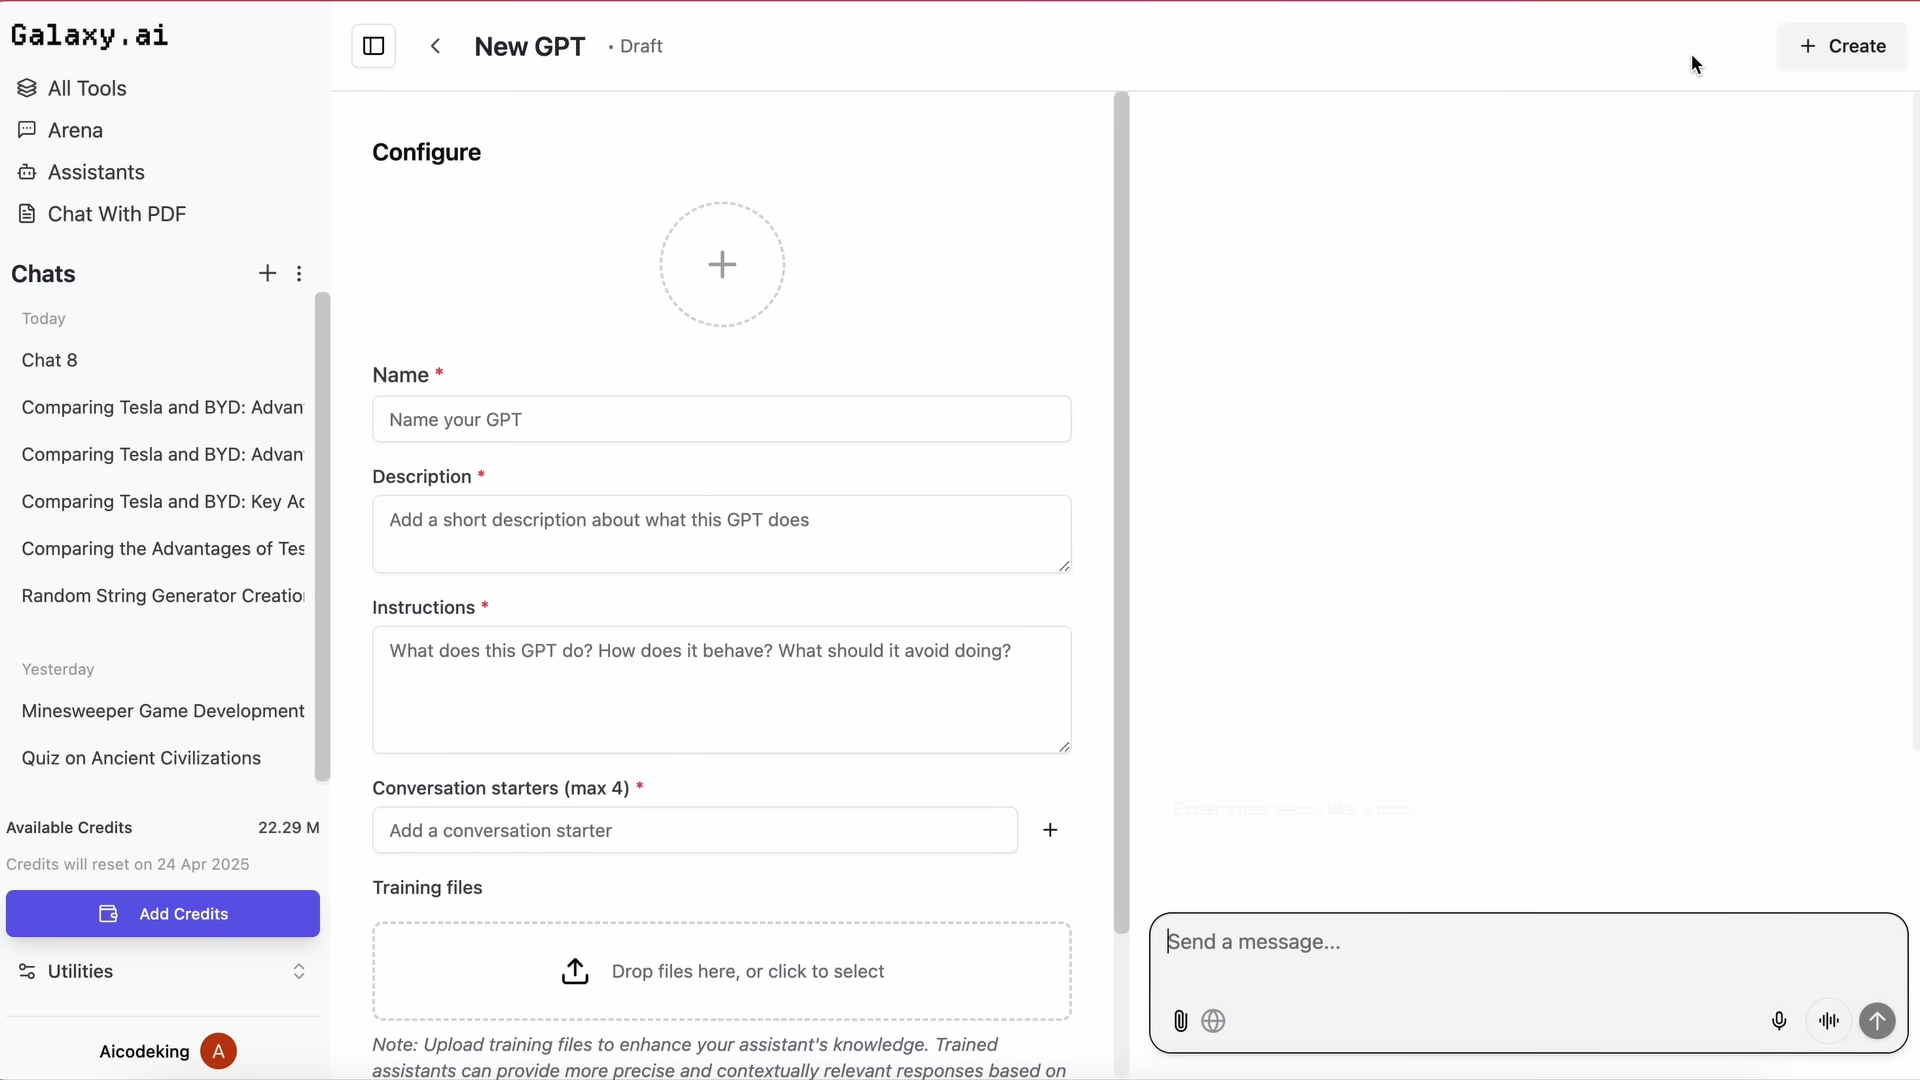 Galaxy.ai
All Tools
Arena
Assistants
Chat With PDF
Chats
Today
Chat 8
Comparing Tesla and BYD: Advan
Comparing Tesla and BYD: Advan
Comparing Tesla and BYD: Key Ac
Comparing the Advantages of Tes
Random String Generator Creatio
Yesterday
Minesweeper Game Development
Quiz on Ancient Civilizations
Available Credits 22.29 M
Credits will reset on 24 Apr 2025
Add Credits
Utilities
Aicodeking A
New GPT • Draft
Create
Configure
Name *
Name your GPT
Description *
Add a short description about what this GPT does
Instructions *
What does this GPT do? How does it behave? What should it avoid doing?
Conversation starters (max 4) *
Add a conversation starter
Training files
Drop files here, or click to select
Note: Upload training files to enhance your assistant's knowledge. Trained
assistants can provide more precise and contextually relevant responses based on
Send a message...